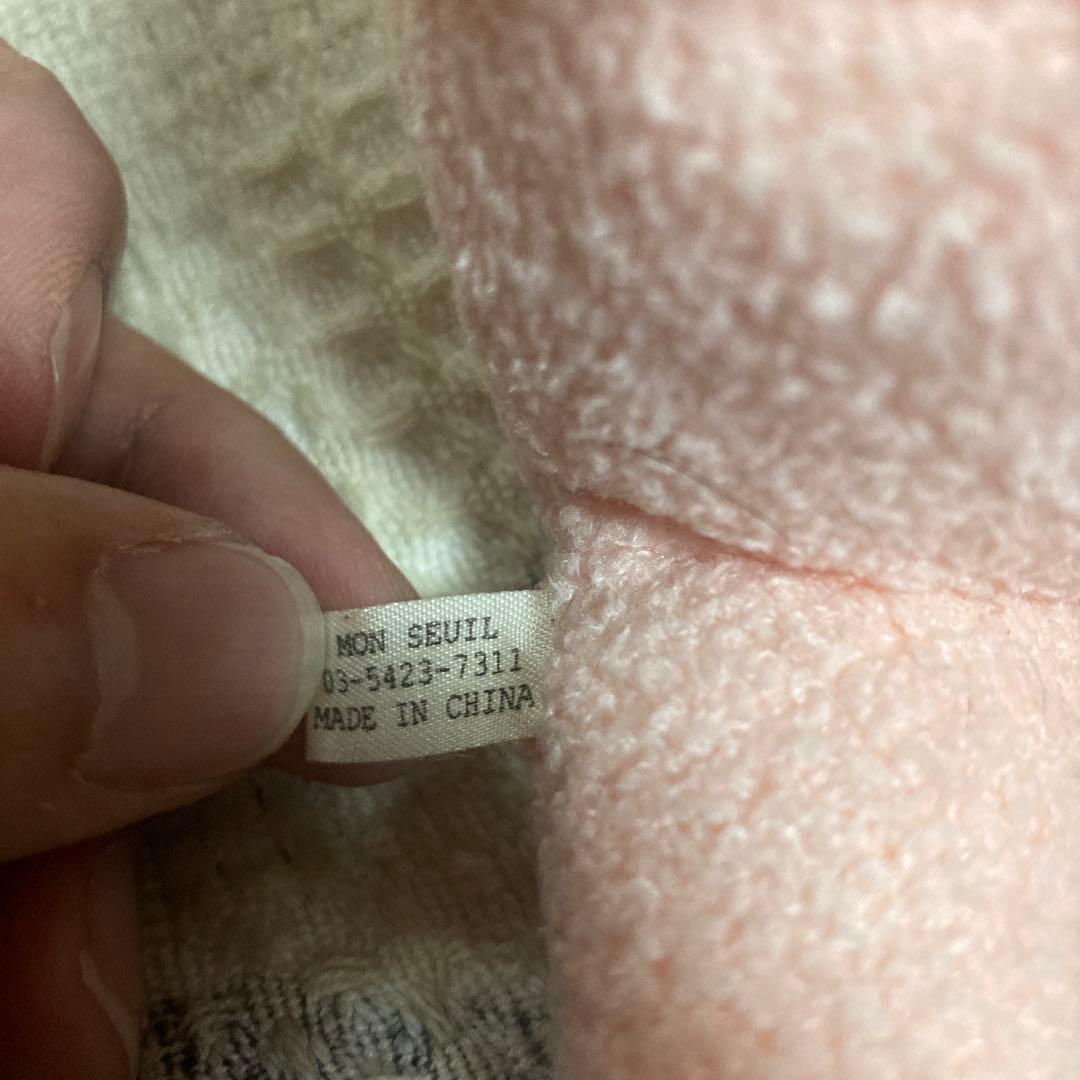 MON SEUIL
03-5423-7311
MADE IN CHINA